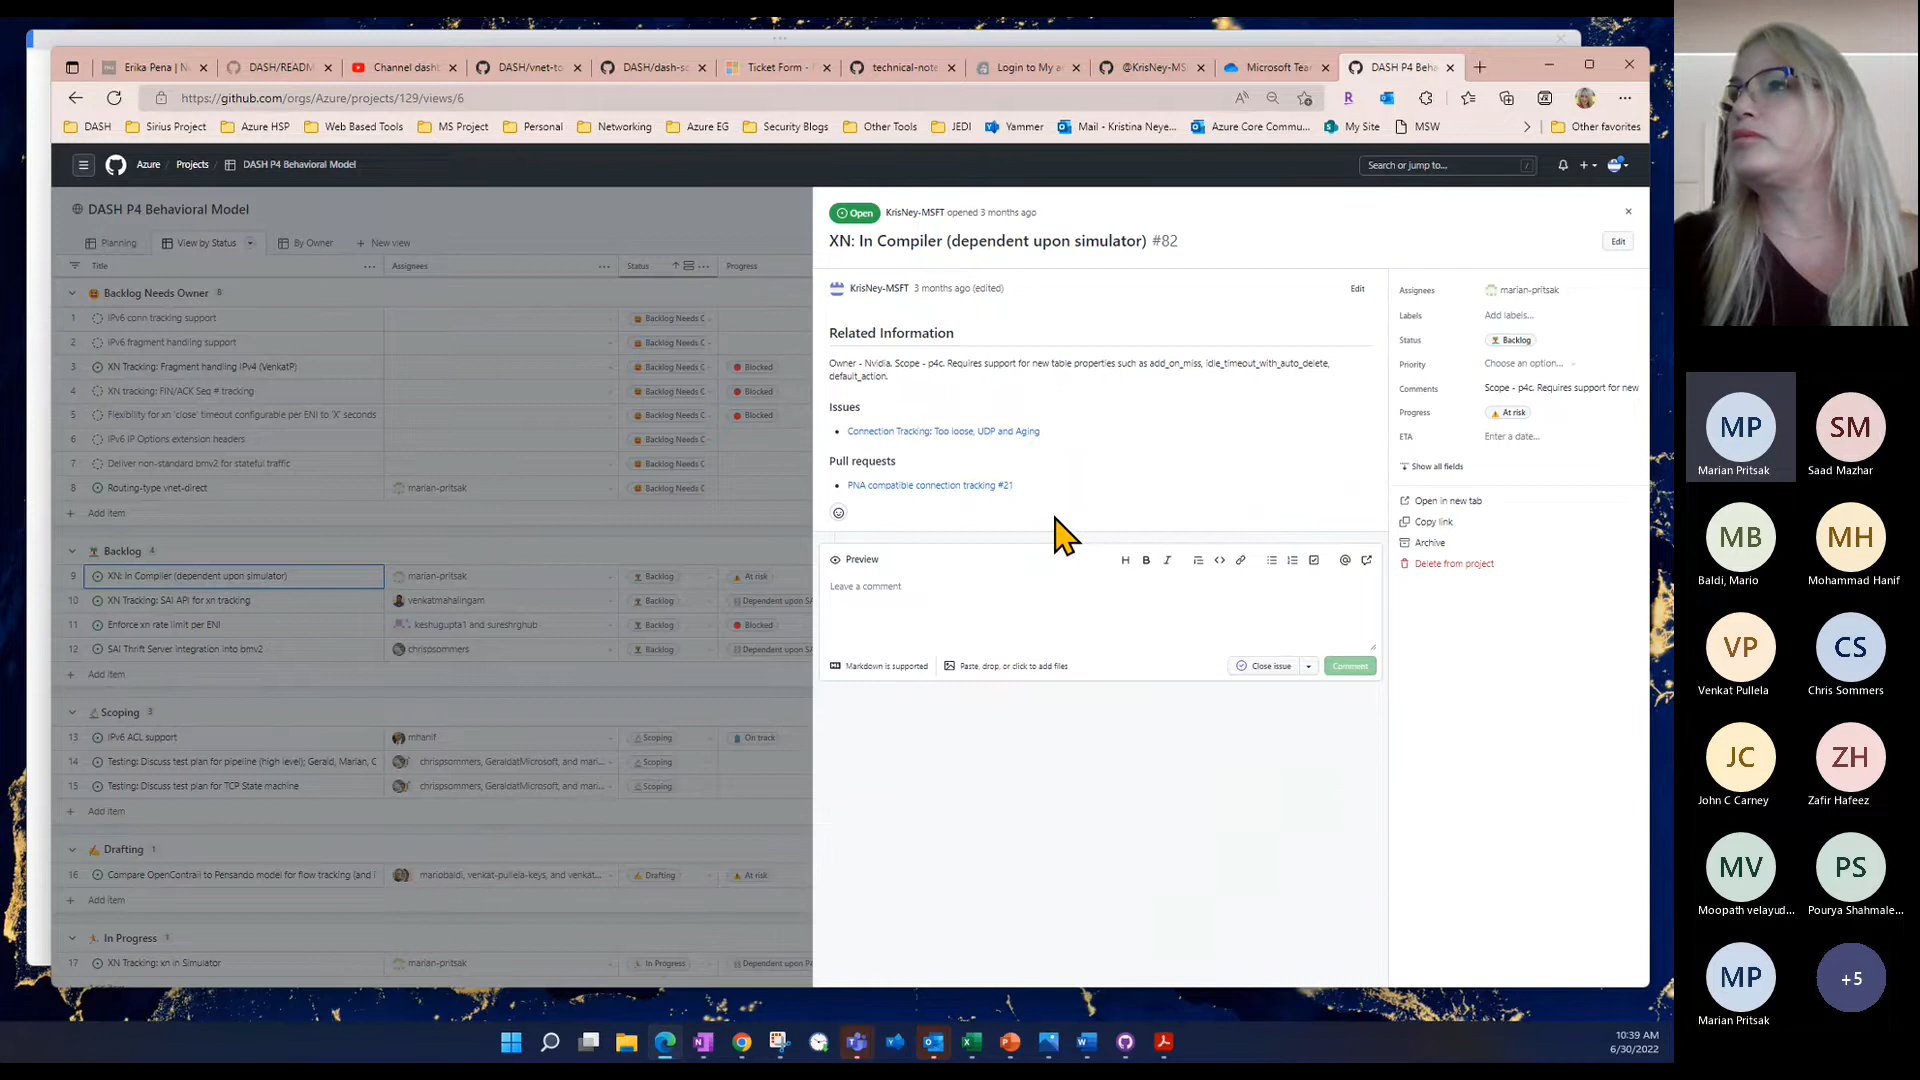 Erika Pena | N
DASH/READM
Channel dash
DASH/vnet-to
DASH/dash-sc
Ticket Form -
technical-note
Login to My a
@KrisNey-MS
Microsoft Tea
DASH P4 Beha
https://github.com/orgs/Azure/projects/129/views/6
DASH
Sirius Project
Azure HSP
Web Based Tools
MS Project
Personal
Networking
Azure EG
Security Blogs
Other Tools
JEDI
Yammer
Mail - Kristina Neye...
Azure Core Commu...
My Site
MSW
Other favorites
Azure / Projects / DASH P4 Behavioral Model
Search or jump to...
DASH P4 Behavioral Model
Planning
View by Status
By Owner
+ New view
Title
Assignees
Status
Progress
Backlog Needs Owner 8
1 IPv6 conn tracking support Backlog Needs C
2 IPv6 fragment handling support Backlog Needs C
3 XN Tracking: Fragment handling IPv4 (VenkatP) Backlog Needs C Blocked
4 XN tracking: FIN/ACK Seq # tracking Backlog Needs C Blocked
5 Flexibility for xn 'close' timeout configurable per ENI to 'X' seconds Backlog Needs C Blocked
6 IPv6 IP Options extension headers Backlog Needs C
7 Deliver non-standard bmv2 for stateful traffic Backlog Needs C
8 Routing-type vnet-direct marian-pritsak Backlog Needs C
+ Add item
Backlog 4
9 XN: In Compiler (dependent upon simulator) marian-pritsak Backlog At risk
10 XN Tracking: SAI API for xn tracking venkatmahalingam Backlog Dependent upon SA
11 Enforce xn rate limit per ENI keshugupta1 and sureshrghub Backlog Blocked
12 SAI Thrift Server integration into bmv2 chrispsommers Backlog Dependent upon SA
+ Add item
Scoping 3
13 IPv6 ACL support mhanif Scoping On track
14 Testing: Discuss test plan for pipeline (high level); Gerald, Marian, C chrispsommers, GeraldatMicrosoft, and mari... Scoping
15 Testing: Discuss test plan for TCP State machine chrispsommers, GeraldatMicrosoft, and mari... Scoping
+ Add item
Drafting 1
16 Compare OpenContrail to Pensando model for flow tracking (and i mariobaldi, venkat-pullela-keys, and venkat... Drafting At risk
+ Add item
In Progress 1
17 XN Tracking: xn in Simulator marian-pritsak In Progress Dependent upon P4
Open KrisNey-MSFT opened 3 months ago
XN: In Compiler (dependent upon simulator) #82
Edit
KrisNey-MSFT 3 months ago (edited)
Edit
Related Information
Owner - Nvidia. Scope - p4c. Requires support for new table properties such as add_on_miss, idle_timeout_with_auto_delete,
default_action.
Issues
• Connection Tracking: Too loose, UDP and Aging
Pull requests
• PNA compatible connection tracking #21
Preview
H B I
Leave a comment
Markdown is supported
Paste, drop, or click to add files
Close issue
Comment
Assignees marian-pritsak
Labels Add labels...
Status Backlog
Priority Choose an option...
Comments Scope - p4c. Requires support for new
Progress At risk
ETA Enter a date...
Show all fields
Open in new tab
Copy link
Archive
Delete from project
MP
Marian Pritsak
SM
Saad Mazhar
MB
Baldi, Mario
MH
Mohammad Hanif
VP
Venkat Pullela
CS
Chris Sommers
JC
John C Carney
ZH
Zafir Hafeez
MV
Moopath velayud...
PS
Pourya Shahmale...
MP
Marian Pritsak
+5
10:39 AM
6/30/2022